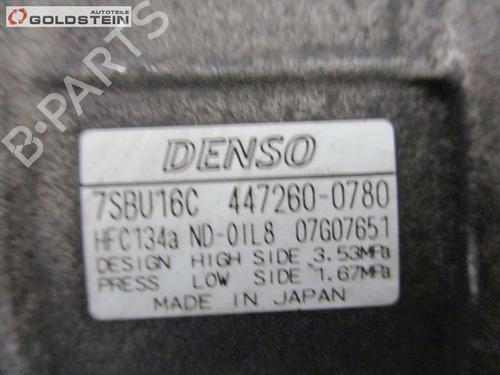 AUTOTEILE
GOLDSTEIN
B-PARTS
DENSO
7SBU16C 447260-0780
HFC134a ND-OIL8 07G07651
DESIGN HIGH SIDE 3.53MPa
PRESS LOW SIDE 1.67MPa
MADE IN JAPAN